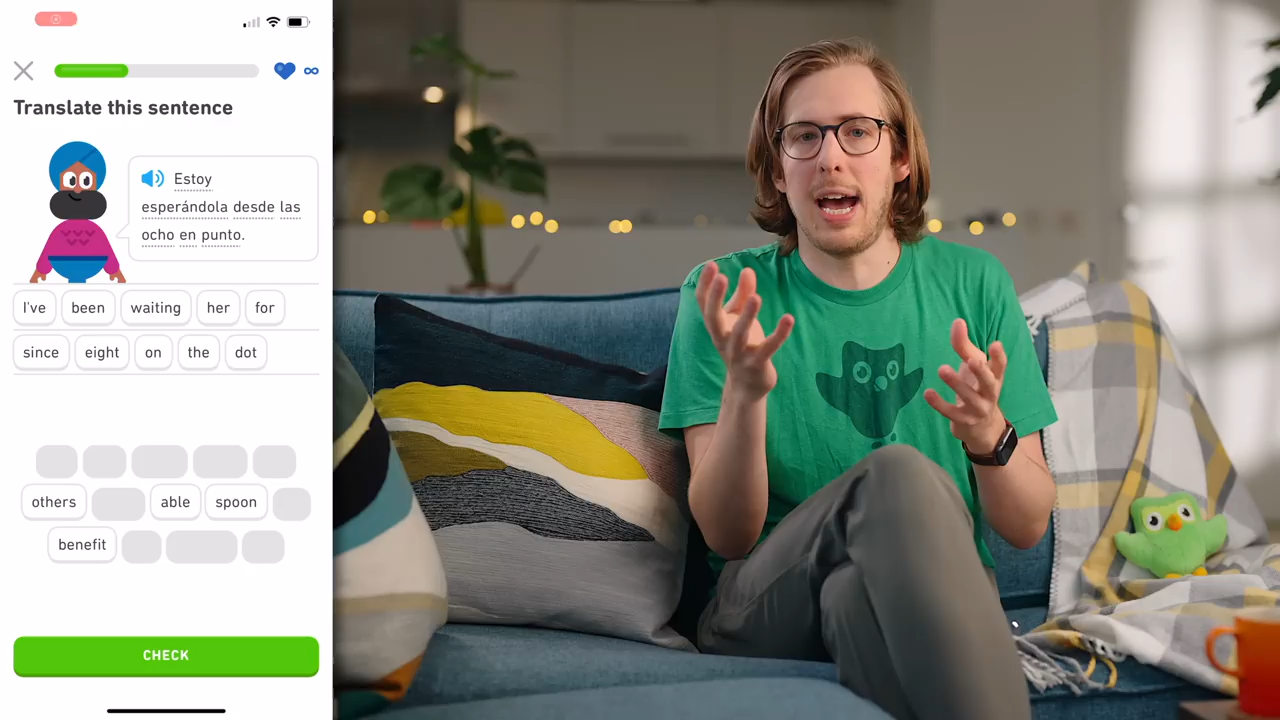 Translate this sentence
Estoy
esperándola desde las
ocho en punto.
I've been waiting her for
since eight on the dot
others able spoon
benefit
CHECK